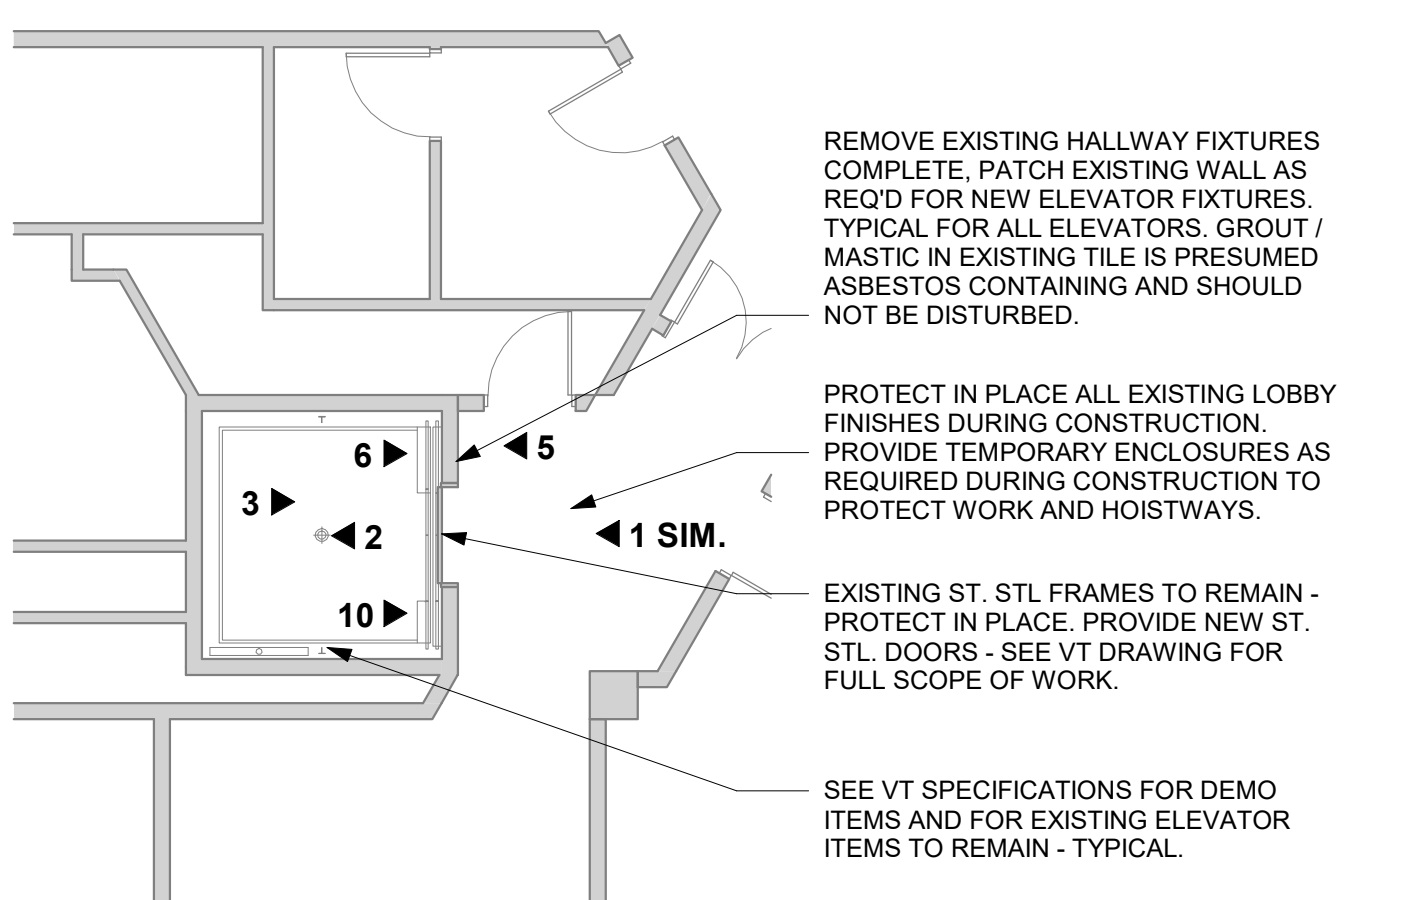 REMOVE EXISTING HALLWAY FIXTURES
COMPLETE, PATCH EXISTING WALL AS
REQ'D FOR NEW ELEVATOR FIXTURES.
TYPICAL FOR ALL ELEVATORS. GROUT /
MASTIC IN EXISTING TILE IS PRESUMED
ASBESTOS CONTAINING AND SHOULD
NOT BE DISTURBED.
PROTECT IN PLACE ALL EXISTING LOBBY
FINISHES DURING CONSTRUCTION.
PROVIDE TEMPORARY ENCLOSURES AS
REQUIRED DURING CONSTRUCTION TO
PROTECT WORK AND HOISTWAYS.
EXISTING ST. STL FRAMES TO REMAIN -
PROTECT IN PLACE. PROVIDE NEW ST.
STL. DOORS - SEE VT DRAWING FOR
FULL SCOPE OF WORK.
SEE VT SPECIFICATIONS FOR DEMO
ITEMS AND FOR EXISTING ELEVATOR
ITEMS TO REMAIN - TYPICAL.
6
5
3
2
1 SIM.
10